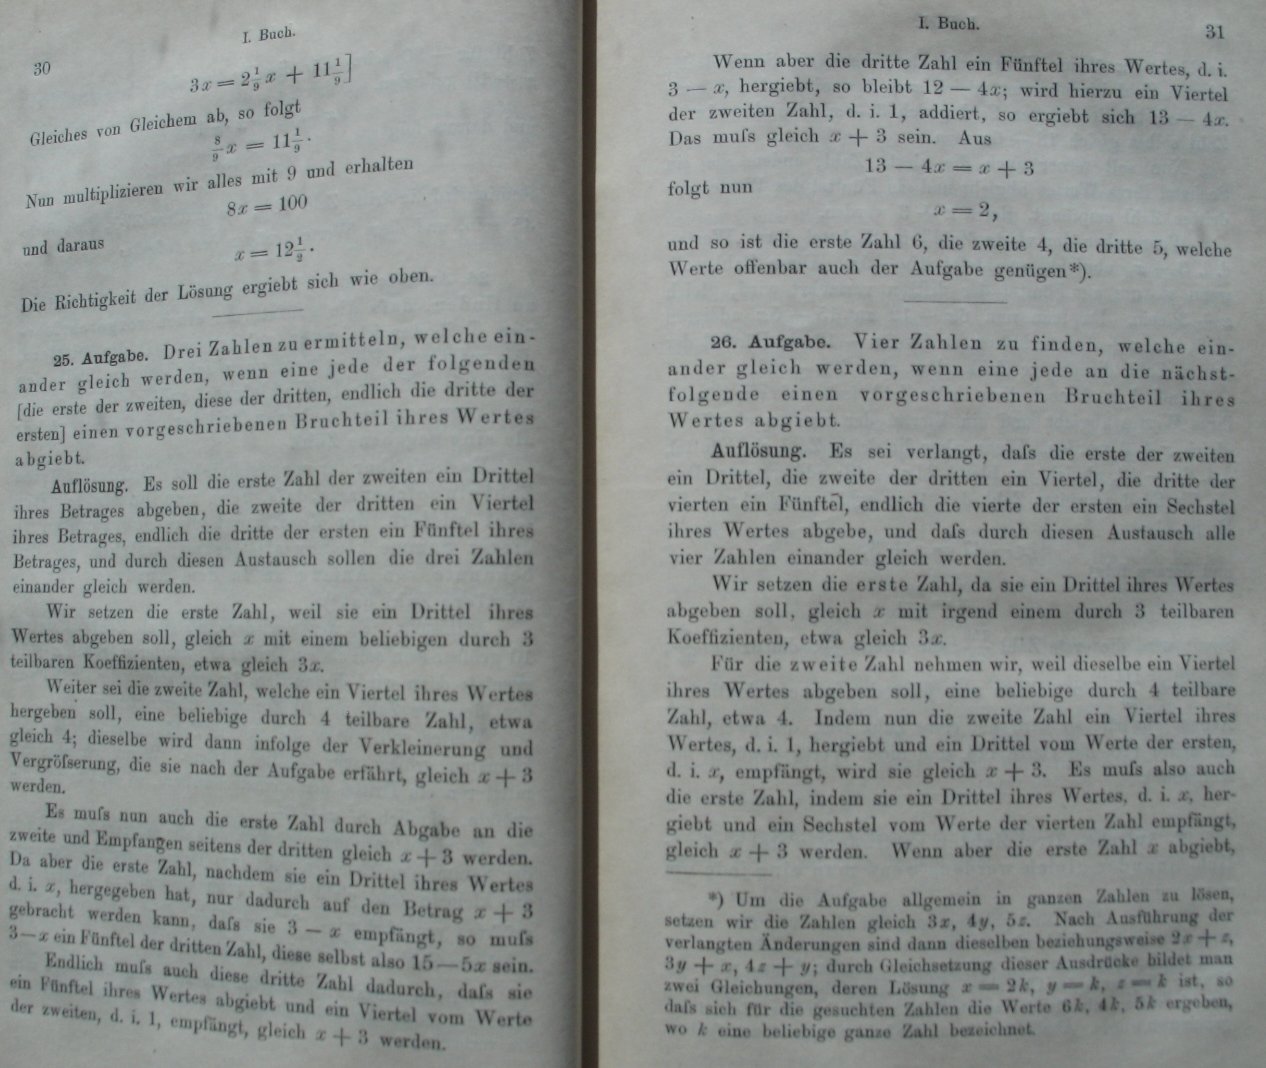 I. Buch.
30
3x = 2 1/9 x + 11 1/9]
Gleiches von Gleichem ab, so folgt
8/9 x = 11 1/9.
Nun multiplizieren wir alles mit 9 und erhalten
8x = 100
und daraus
x = 12 1/2.
Die Richtigkeit der Lösung ergiebt sich wie oben.
25. Aufgabe. Drei Zahlen zu ermitteln, welche ein-
ander gleich werden, wenn eine jede der folgenden
[die erste der zweiten, diese der dritten, endlich die dritte der
ersten] einen vorgeschriebenen Bruchteil ihres Wertes
abgiebt.
Auflösung. Es soll die erste Zahl der zweiten ein Drittel
ihres Betrages abgeben, die zweite der dritten ein Viertel
ihres Betrages, endlich die dritte der ersten ein Fünftel ihres
Betrages, und durch diesen Austausch sollen die drei Zahlen
einander gleich werden.
Wir setzen die erste Zahl, weil sie ein Drittel ihres
Wertes abgeben soll, gleich x mit einem beliebigen durch 3
teilbaren Koeffizienten, etwa gleich 3x.
Weiter sei die zweite Zahl, welche ein Viertel ihres Wertes
hergeben soll, eine beliebige durch 4 teilbare Zahl, etwa
gleich 4; dieselbe wird dann infolge der Verkleinerung und
Vergröſserung, die sie nach der Aufgabe erfährt, gleich x + 3
werden.
Es muſs nun auch die erste Zahl durch Abgabe an die
zweite und Empfangen seitens der dritten gleich x + 3 werden.
Da aber die erste Zahl, nachdem sie ein Drittel ihres Wertes
d. i. x, hergegeben hat, nur dadurch auf den Betrag x + 3
gebracht werden kann, daſs sie 3 — x empfängt, so muſs
3 — x ein Fünftel der dritten Zahl, diese selbst also 15 — 5x sein.
Endlich muſs auch diese dritte Zahl dadurch, daſs sie
ein Fünftel ihres Wertes abgiebt und ein Viertel vom Werte
der zweiten, d. i. 1, empfängt, gleich x + 3 werden.
I. Buch.
31
Wenn aber die dritte Zahl ein Fünftel ihres Wertes, d. i.
3 — x, hergiebt, so bleibt 12 — 4x; wird hierzu ein Viertel
der zweiten Zahl, d. i. 1, addiert, so ergiebt sich 13 — 4x.
Das muſs gleich x + 3 sein. Aus
13 — 4x = x + 3
folgt nun
x = 2,
und so ist die erste Zahl 6, die zweite 4, die dritte 5, welche
Werte offenbar auch der Aufgabe genügen*).
26. Aufgabe. Vier Zahlen zu finden, welche ein-
ander gleich werden, wenn eine jede an die nächst-
folgende einen vorgeschriebenen Bruchteil ihres
Wertes abgiebt.
Auflösung. Es sei verlangt, daſs die erste der zweiten
ein Drittel, die zweite der dritten ein Viertel, die dritte der
vierten ein Fünftel, endlich die vierte der ersten ein Sechstel
ihres Wertes abgebe, und daſs durch diesen Austausch alle
vier Zahlen einander gleich werden.
Wir setzen die erste Zahl, da sie ein Drittel ihres Wertes
abgeben soll, gleich x mit irgend einem durch 3 teilbaren
Koeffizienten, etwa gleich 3x.
Für die zweite Zahl nehmen wir, weil dieselbe ein Viertel
ihres Wertes abgeben soll, eine beliebige durch 4 teilbare
Zahl, etwa 4. Indem nun die zweite Zahl ein Viertel ihres
Wertes, d. i. 1, hergiebt und ein Drittel vom Werte der ersten,
d. i. x, empfängt, wird sie gleich x + 3. Es muſs also auch
die erste Zahl, indem sie ein Drittel ihres Wertes, d. i. x, her-
giebt und ein Sechstel vom Werte der vierten Zahl empfängt,
gleich x + 3 werden. Wenn aber die erste Zahl x abgiebt,
*) Um die Aufgabe allgemein in ganzen Zahlen zu lösen,
setzen wir die Zahlen gleich 3x, 4y, 5z. Nach Ausführung der
verlangten Änderungen sind dann dieselben beziehungsweise 2x + z,
3y + x, 4z + y; durch Gleichsetzung dieser Ausdrücke bildet man
zwei Gleichungen, deren Lösung x = 2k, y = k, z = k ist, so
daſs sich für die gesuchten Zahlen die Werte 6k, 4k, 5k ergeben,
wo k eine beliebige ganze Zahl bezeichnet.